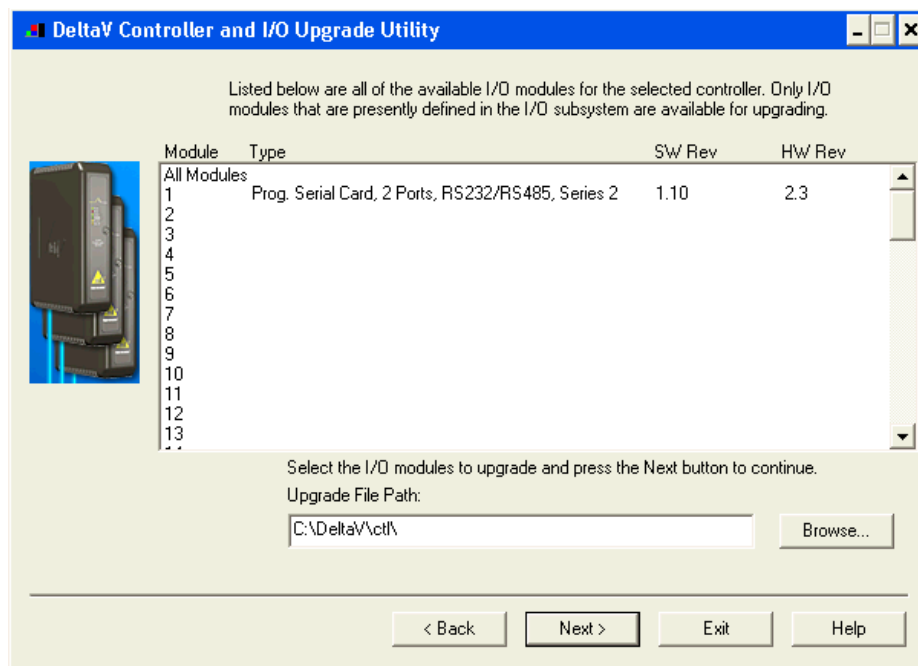 DeltaV Controller and I/O Upgrade Utility
Listed below are all of the available I/O modules for the selected controller. Only I/O
modules that are presently defined in the I/O subsystem are available for upgrading.
Module Type SW Rev HW Rev
All Modules
1 Prog. Serial Card, 2 Ports, RS232/RS485, Series 2 1.10 2.3
2
3
4
5
6
7
8
9
10
11
12
13
Select the I/O modules to upgrade and press the Next button to continue.
Upgrade File Path:
C:\DeltaV\ctl\
Browse...
< Back Next > Exit Help